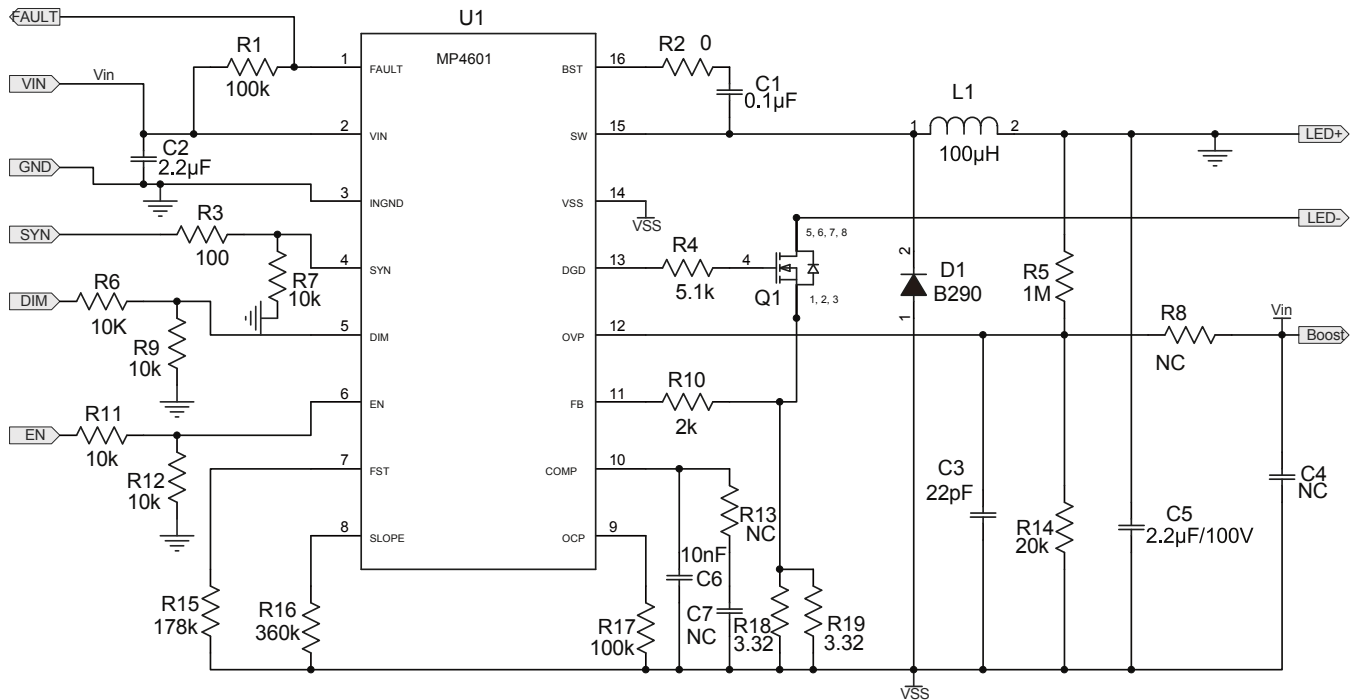 FAULT
U1
R1
100k
1
FAULT
MP4601
BST
16
R2 0
C1
0.1µF
VIN
Vin
2
VIN
SW
15
L1
1
2
100µH
LED+
C2
2.2µF
GND
3
INGND
VSS
14
VSS
LED-
SYN
R3
100
4
SYN
R7
10k
DGD
13
R4
5.1k
4
5, 6, 7, 8
Q1
1, 2, 3
2
D1
B290
1
R5
1M
DIM
R6
10K
5
DIM
R9
10k
OVP
12
R8
NC
Vin
Boost
EN
R11
10k
6
EN
R12
10k
FB
11
R10
2k
7
FST
COMP
10
R13
NC
C3
22pF
C4
NC
8
SLOPE
OCP
9
10nF
C6
R14
20k
C5
2.2µF/100V
R15
178k
R16
360k
R17
100k
C7
NC
R18
3.32
R19
3.32
VSS